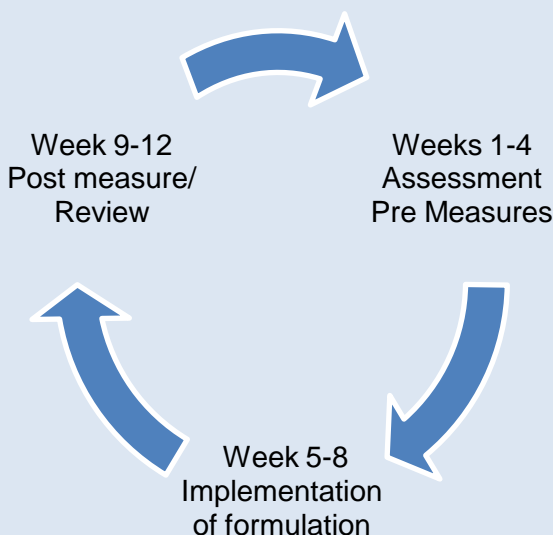 Week 9-12
Post measure/
Review
Weeks 1-4
Assessment
Pre Measures
Week 5-8
Implementation
of formulation